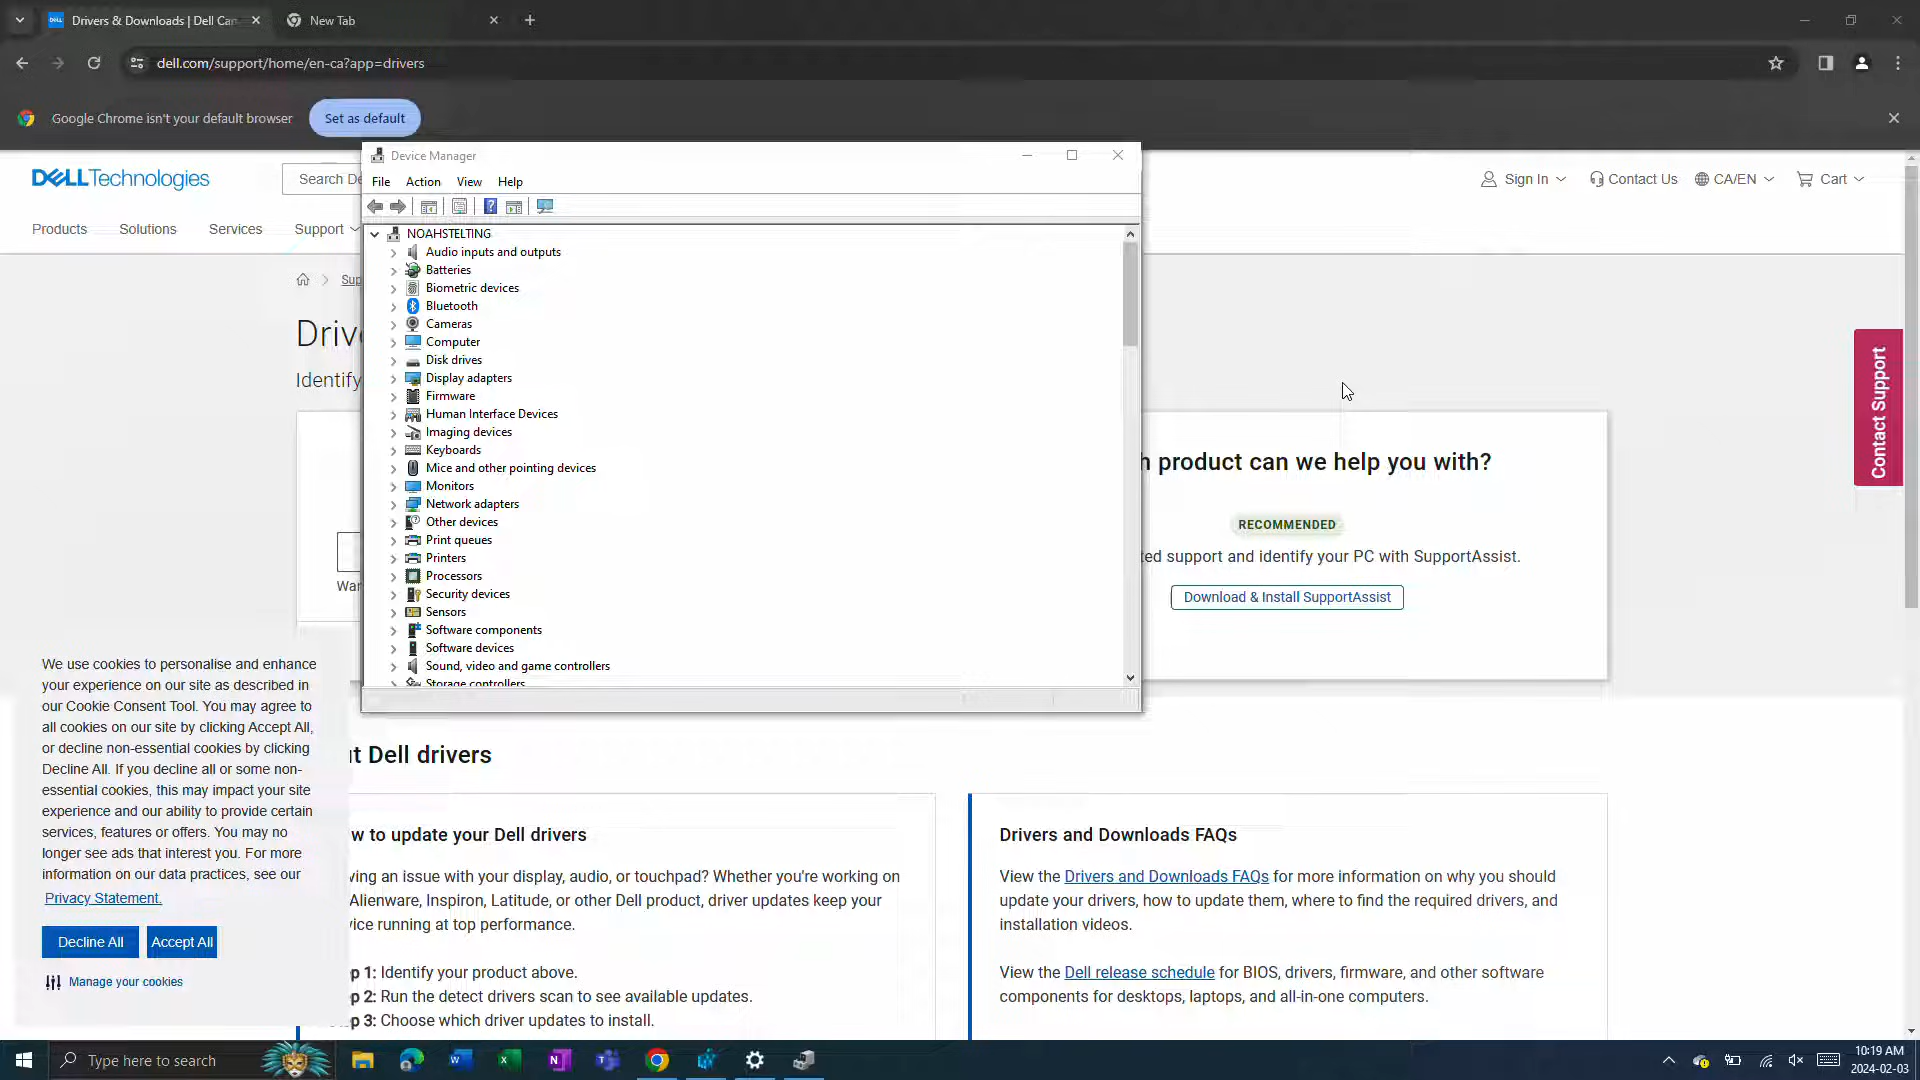 Drivers & Downloads | Dell Can
New Tab
dell.com/support/home/en-ca?app=drivers
Google Chrome isn't your default browser
Set as default
DELLTechnologies
Search De
Sign In
Contact Us
CA/EN
Cart
Products
Solutions
Services
Support
Device Manager
File Action View Help
NOAHSTELTING
Audio inputs and outputs
Batteries
Biometric devices
Bluetooth
Cameras
Computer
Disk drives
Display adapters
Firmware
Human Interface Devices
Imaging devices
Keyboards
Mice and other pointing devices
Monitors
Network adapters
Other devices
Print queues
Printers
Processors
Security devices
Sensors
Software components
Software devices
Sound, video and game controllers
Storage controllers
Sup
Drive
Identify
War
h product can we help you with?
RECOMMENDED
ted support and identify your PC with SupportAssist.
Download & Install SupportAssist
Contact Support
We use cookies to personalise and enhance
your experience on our site as described in
our Cookie Consent Tool. You may agree to
all cookies on our site by clicking Accept All,
or decline non-essential cookies by clicking
Decline All. If you decline all or some non-
essential cookies, this may impact your site
experience and our ability to provide certain
services, features or offers. You may no
longer see ads that interest you. For more
information on our data practices, see our
Privacy Statement.
Decline All
Accept All
Manage your cookies
t Dell drivers
w to update your Dell drivers
ving an issue with your display, audio, or touchpad? Whether you're working on
Alienware, Inspiron, Latitude, or other Dell product, driver updates keep your
vice running at top performance.
p 1: Identify your product above.
p 2: Run the detect drivers scan to see available updates.
p 3: Choose which driver updates to install.
Drivers and Downloads FAQs
View the Drivers and Downloads FAQs for more information on why you should
update your drivers, how to update them, where to find the required drivers, and
installation videos.
View the Dell release schedule for BIOS, drivers, firmware, and other software
components for desktops, laptops, and all-in-one computers.
Type here to search
10:19 AM
2024-02-03